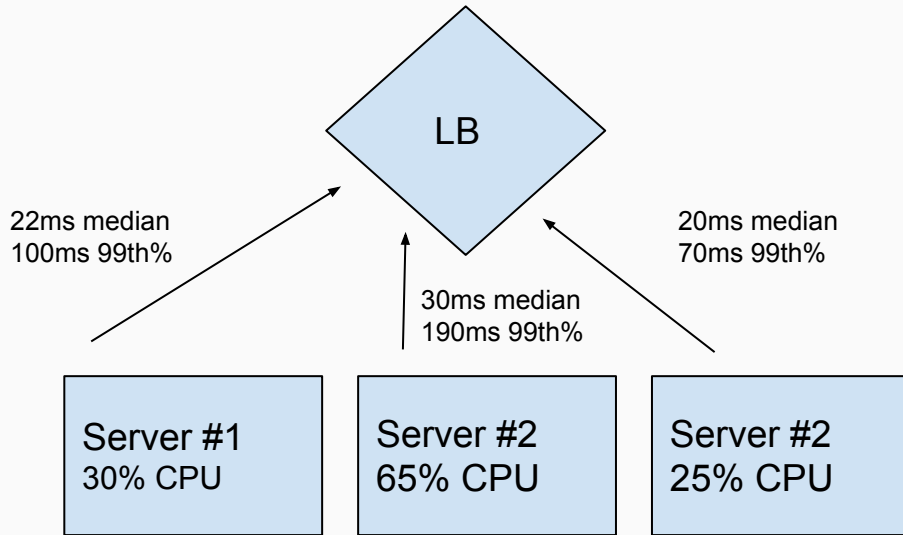 LB
22ms median
100ms 99th%
30ms median
190ms 99th%
20ms median
70ms 99th%
Server #1
30% CPU
Server #2
65% CPU
Server #2
25% CPU